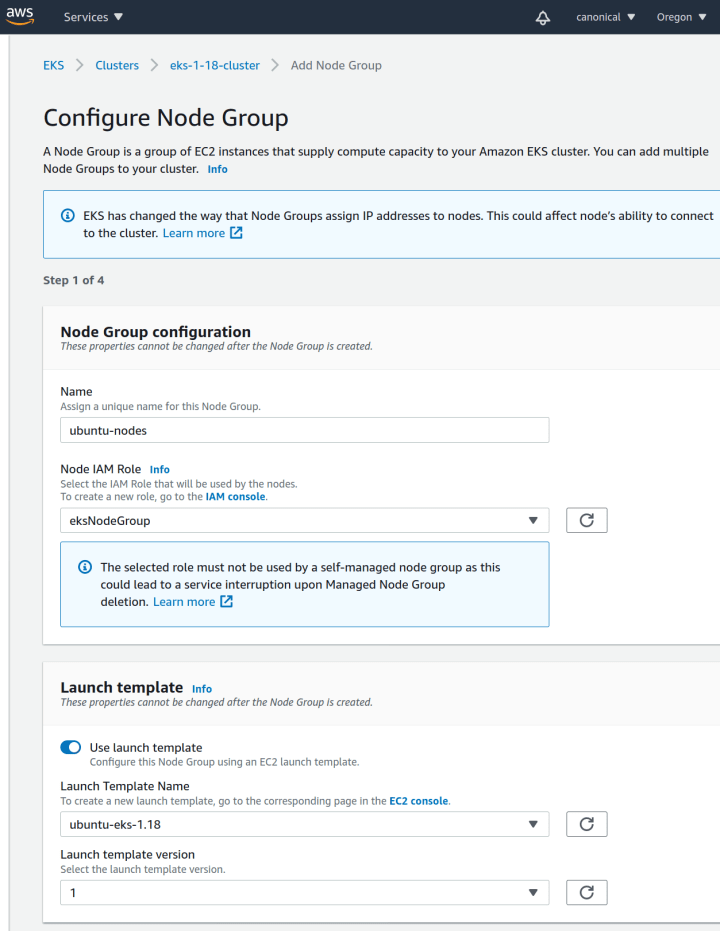 aws
Services
canonical
Oregon
EKS
Clusters
eks-1-18-cluster
Add Node Group
Configure Node Group
A Node Group is a group of EC2 instances that supply compute capacity to your Amazon EKS cluster. You can add multiple
Node Groups to your cluster. Info
EKS has changed the way that Node Groups assign IP addresses to nodes. This could affect node's ability to connect
to the cluster. Learn more
Step 1 of 4
Node Group configuration
These properties cannot be changed after the Node Group is created.
Name
Assign a unique name for this Node Group.
ubuntu-nodes
Node IAM Role Info
Select the IAM Role that will be used by the nodes.
To create a new role, go to the IAM console.
eksNodeGroup
The selected role must not be used by a self-managed node group as this
could lead to a service interruption upon Managed Node Group
deletion. Learn more
Launch template Info
These properties cannot be changed after the Node Group is created.
Use launch template
Configure this Node Group using an EC2 launch template.
Launch Template Name
To create a new launch template, go to the corresponding page in the EC2 console.
ubuntu-eks-1.18
Launch template version
Select the launch template version.
1